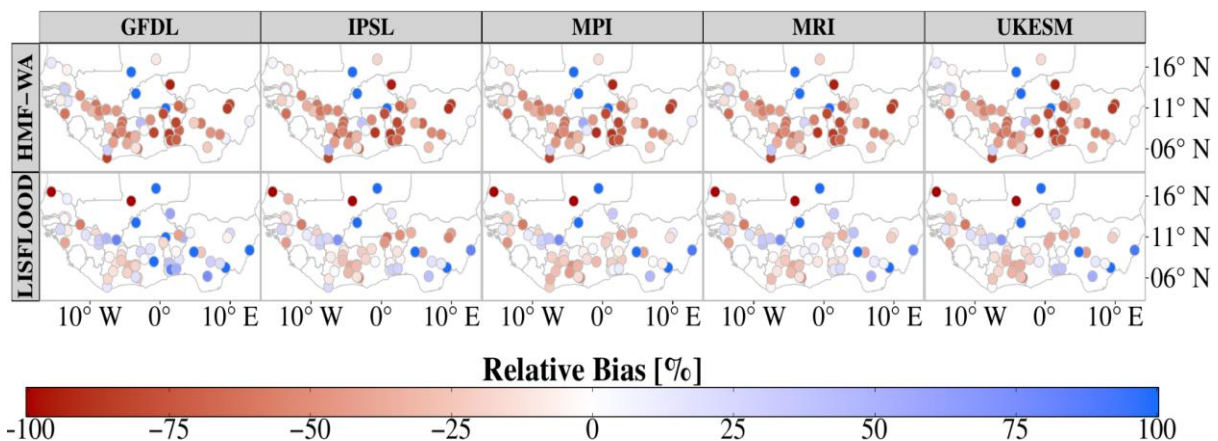 GFDL IPSL MPI MRI UKESM
HMF-WA
16° N
11° N
06° N
LISFLOOD
16° N
11° N
06° N
10° W 0° 10° E 10° W 0° 10° E 10° W 0° 10° E 10° W 0° 10° E 10° W 0° 10° E
Relative Bias [%]
-100 -75 -50 -25 0 25 50 75 100